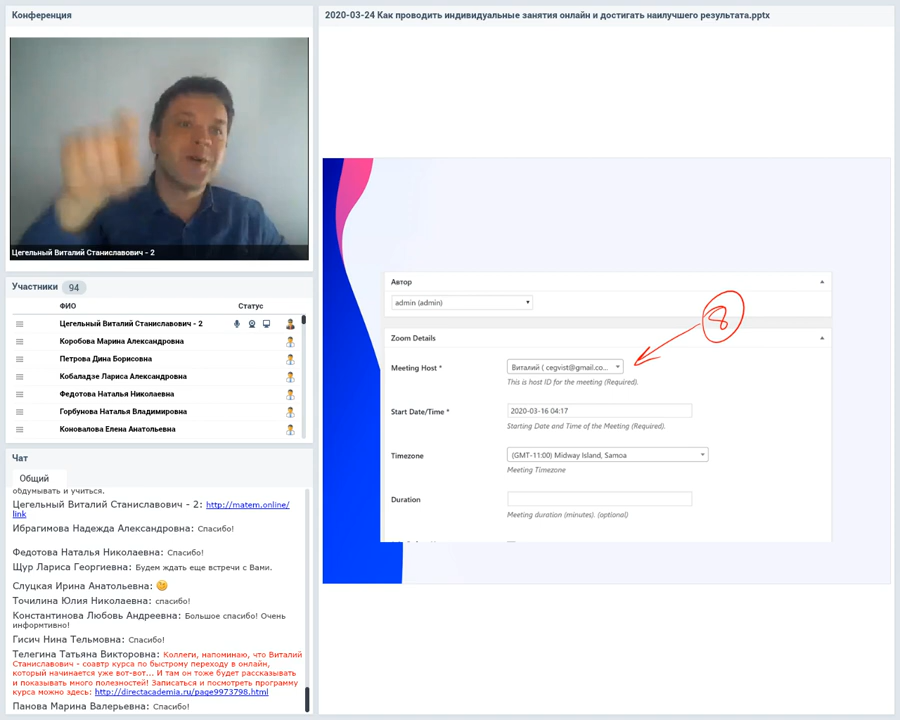 Конференция
Цегельный Виталий Станиславович - 2
Участники 94
ФИО Статус
Цегельный Виталий Станиславович - 2
Коробова Марина Александровна
Петрова Дина Борисовна
Кобаладзе Лариса Александровна
Федотова Наталья Николаевна
Горбунова Наталья Владимировна
Коновалова Елена Анатольевна
Чат
Общий
обдумывать и учиться.
Цегельный Виталий Станиславович - 2: http://matem.online/
link
Ибрагимова Надежда Александровна: Спасибо!
Федотова Наталья Николаевна: Спасибо!
Щур Лариса Георгиевна: Будем ждать еще встречи с Вами.
Слуцкая Ирина Анатольевна:
Точилина Юлия Николаевна: спасибо!
Константинова Любовь Андреевна: Большое спасибо! Очень
информтивно!
Гисич Нина Тельмовна: Спасибо!
Телегина Татьяна Викторовна: Коллеги, напоминаю, что Виталий
Станиславович - соавтр курса по быстрому переходу в онлайн,
который начинается уже вот-вот... И там он тоже будет рассказывать
и показывать много полезностей! Записаться и посмотреть программу
курса можно здесь: http://directacademia.ru/page9973798.html
Панова Марина Валерьевна: Спасибо!
2020-03-24 Как проводить индивидуальные занятия онлайн и достигать наилучшего результата.pptx
Автор
admin (admin)
8
Zoom Details
Meeting Host * Виталий ( cegvist@gmail.co...
This is host ID for the meeting (Required).
Start Date/Time * 2020-03-16 04:17
Starting Date and Time of the Meeting (Required).
Timezone (GMT-11:00) Midway Island, Samoa
Meeting Timezone
Duration
Meeting duration (minutes). (optional)